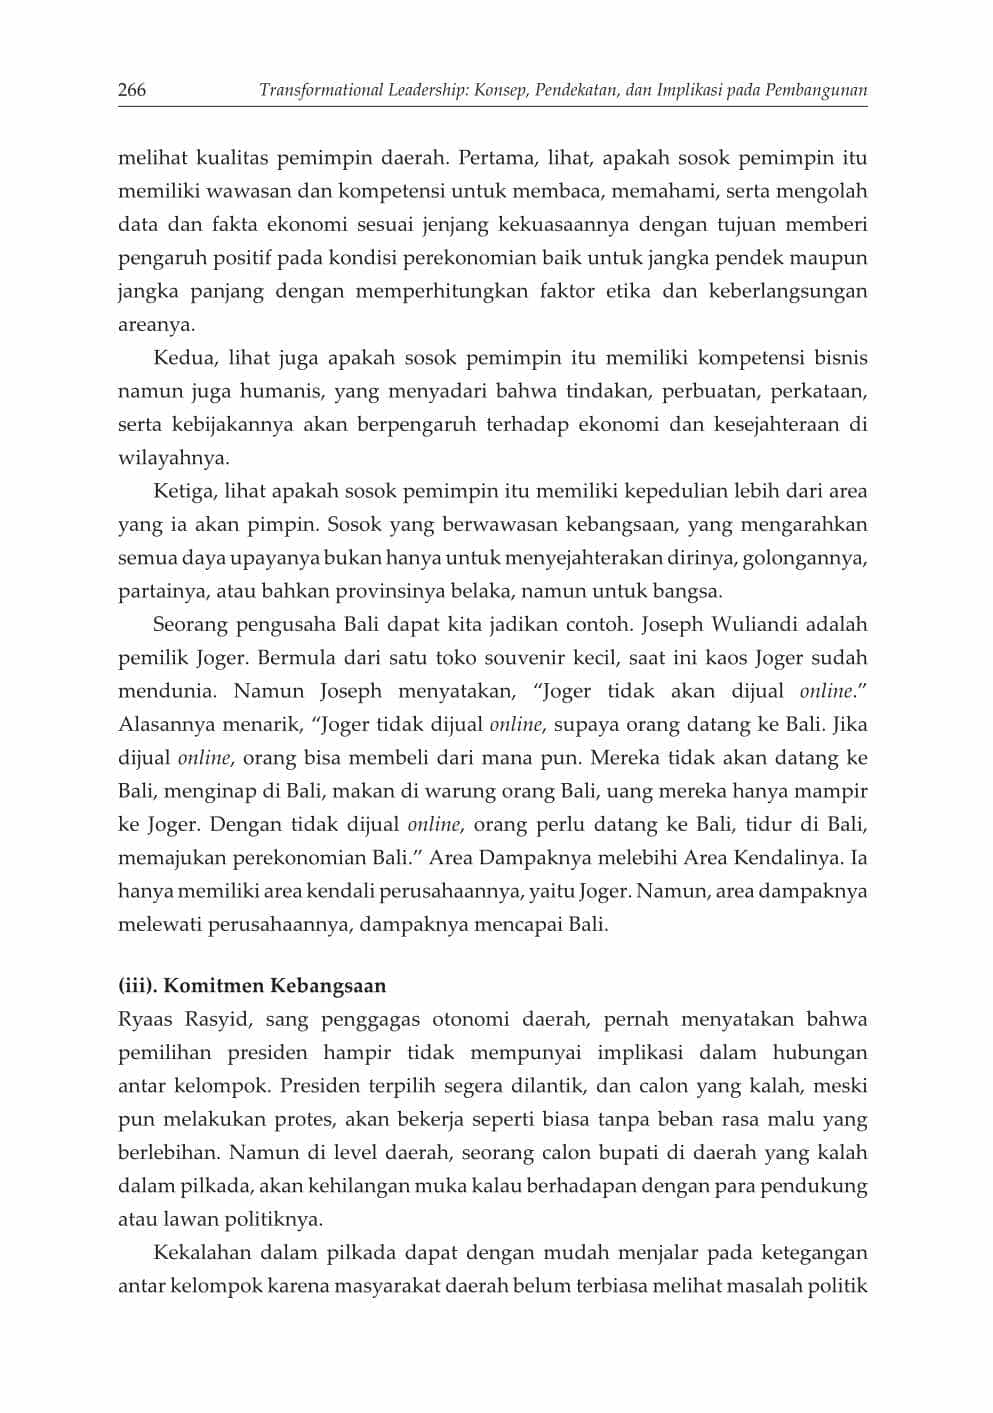 266 Transformational Leadership: Konsep, Pendekatan, dan Implikasi pada Pembangunan
melihat kualitas pemimpin daerah. Pertama, lihat, apakah sosok pemimpin itu
memiliki wawasan dan kompetensi untuk membaca, memahami, serta mengolah
data dan fakta ekonomi sesuai jenjang kekuasaannya dengan tujuan memberi
pengaruh positif pada kondisi perekonomian baik untuk jangka pendek maupun
jangka panjang dengan memperhitungkan faktor etika dan keberlangsungan
areanya.
Kedua, lihat juga apakah sosok pemimpin itu memiliki kompetensi bisnis
namun juga humanis, yang menyadari bahwa tindakan, perbuatan, perkataan,
serta kebijakannya akan berpengaruh terhadap ekonomi dan kesejahteraan di
wilayahnya.
Ketiga, lihat apakah sosok pemimpin itu memiliki kepedulian lebih dari area
yang ia akan pimpin. Sosok yang berwawasan kebangsaan, yang mengarahkan
semua daya upayanya bukan hanya untuk menyejahterakan dirinya, golongannya,
partainya, atau bahkan provinsinya belaka, namun untuk bangsa.
Seorang pengusaha Bali dapat kita jadikan contoh. Joseph Wuliandi adalah
pemilik Joger. Bermula dari satu toko souvenir kecil, saat ini kaos Joger sudah
mendunia. Namun Joseph menyatakan, “Joger tidak akan dijual online.”
Alasannya menarik, “Joger tidak dijual online, supaya orang datang ke Bali. Jika
dijual online, orang bisa membeli dari mana pun. Mereka tidak akan datang ke
Bali, menginap di Bali, makan di warung orang Bali, uang mereka hanya mampir
ke Joger. Dengan tidak dijual online, orang perlu datang ke Bali, tidur di Bali,
memajukan perekonomian Bali.” Area Dampaknya melebihi Area Kendalinya. Ia
hanya memiliki area kendali perusahaannya, yaitu Joger. Namun, area dampaknya
melewati perusahaannya, dampaknya mencapai Bali.
(iii). Komitmen Kebangsaan
Ryaas Rasyid, sang penggagas otonomi daerah, pernah menyatakan bahwa
pemilihan presiden hampir tidak mempunyai implikasi dalam hubungan
antar kelompok. Presiden terpilih segera dilantik, dan calon yang kalah, meski
pun melakukan protes, akan bekerja seperti biasa tanpa beban rasa malu yang
berlebihan. Namun di level daerah, seorang calon bupati di daerah yang kalah
dalam pilkada, akan kehilangan muka kalau berhadapan dengan para pendukung
atau lawan politiknya.
Kekalahan dalam pilkada dapat dengan mudah menjalar pada ketegangan
antar kelompok karena masyarakat daerah belum terbiasa melihat masalah politik